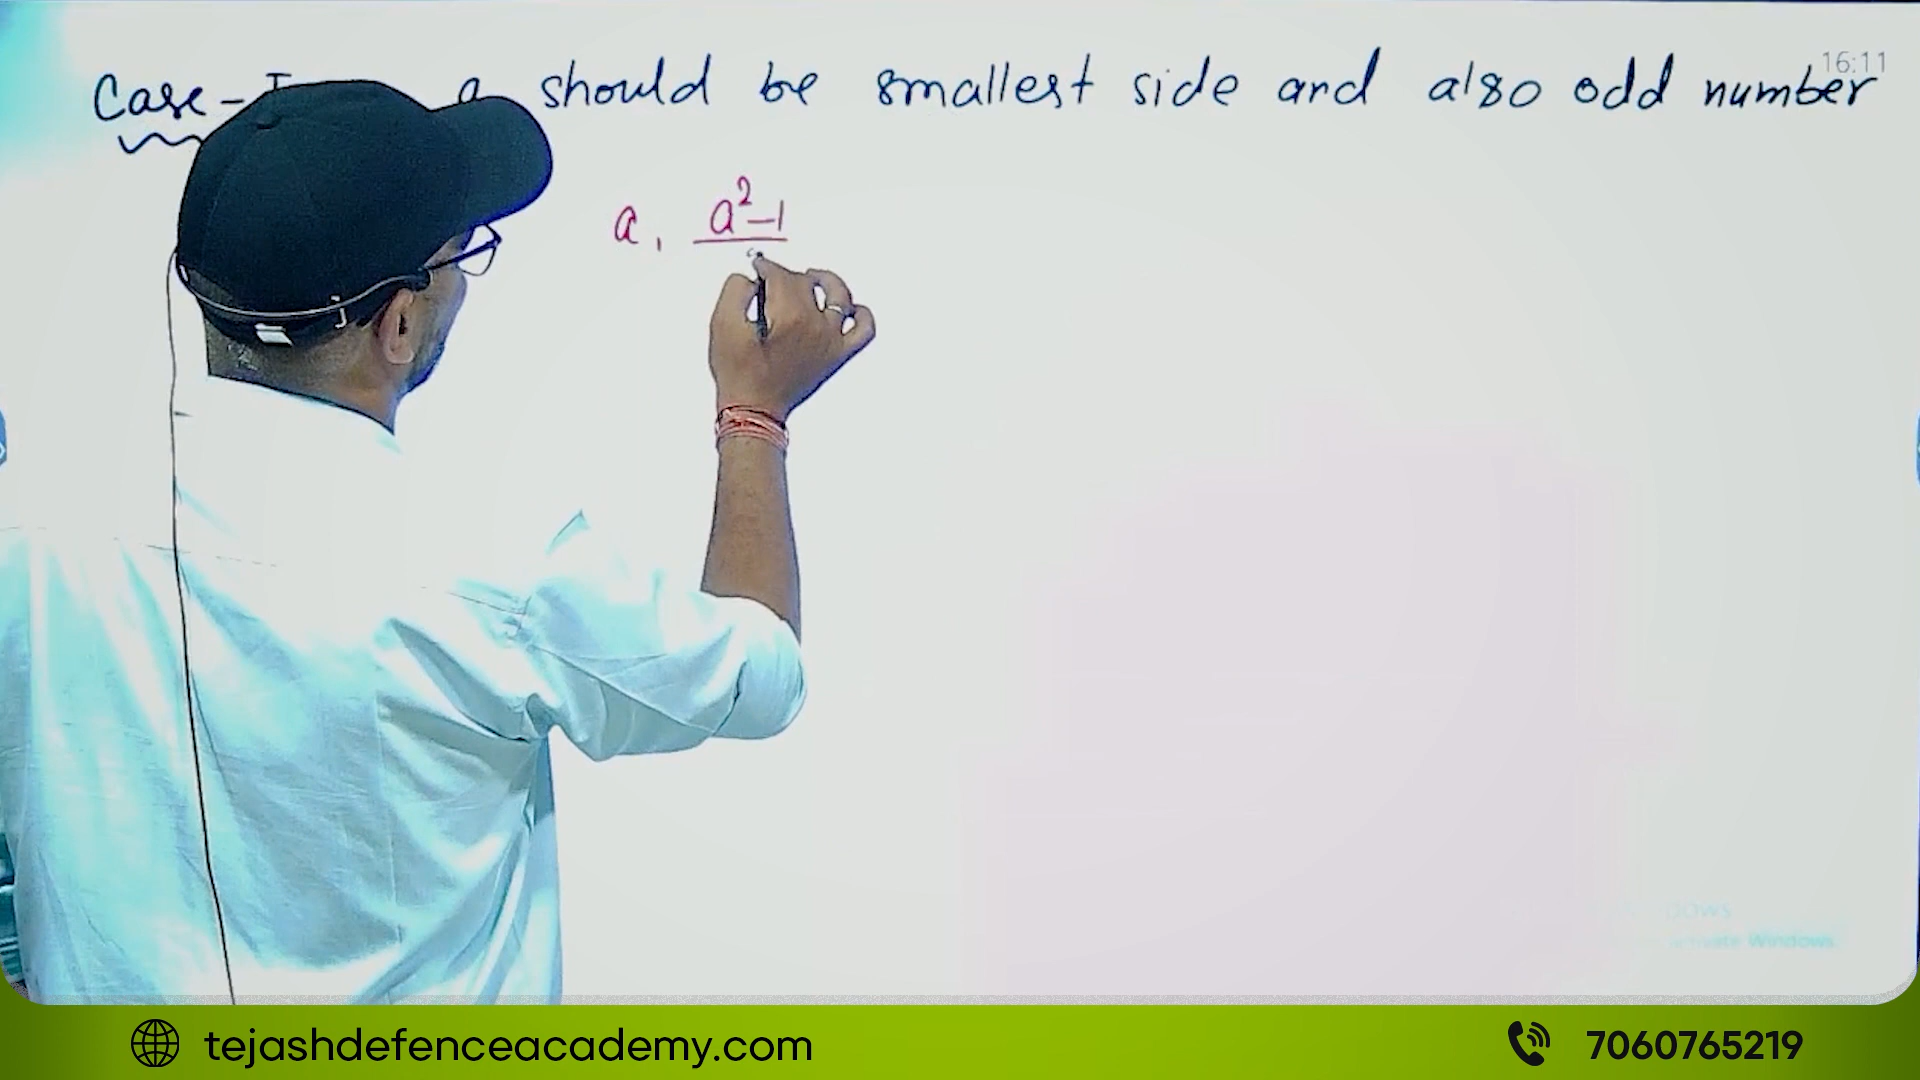 Case - I a should be smallest side and also odd number
16:11
a, a²-1
tejashdefenceacademy.com
7060765219